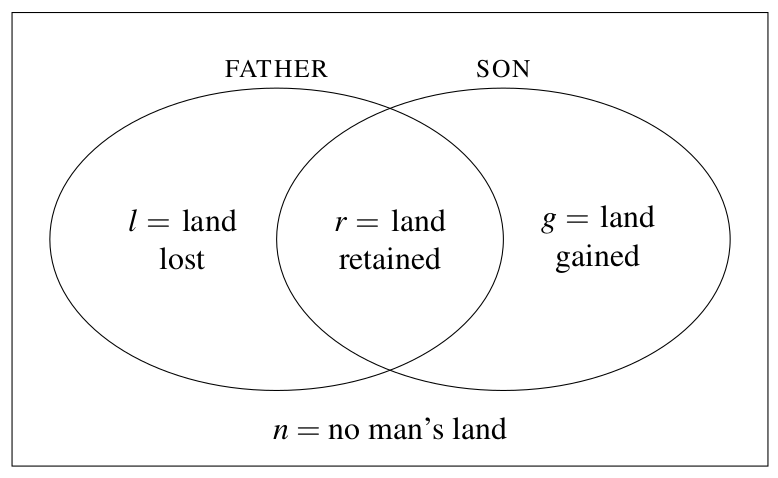 FATHER
SON
l = land
lost
r = land
retained
g = land
gained
n = no man’s land